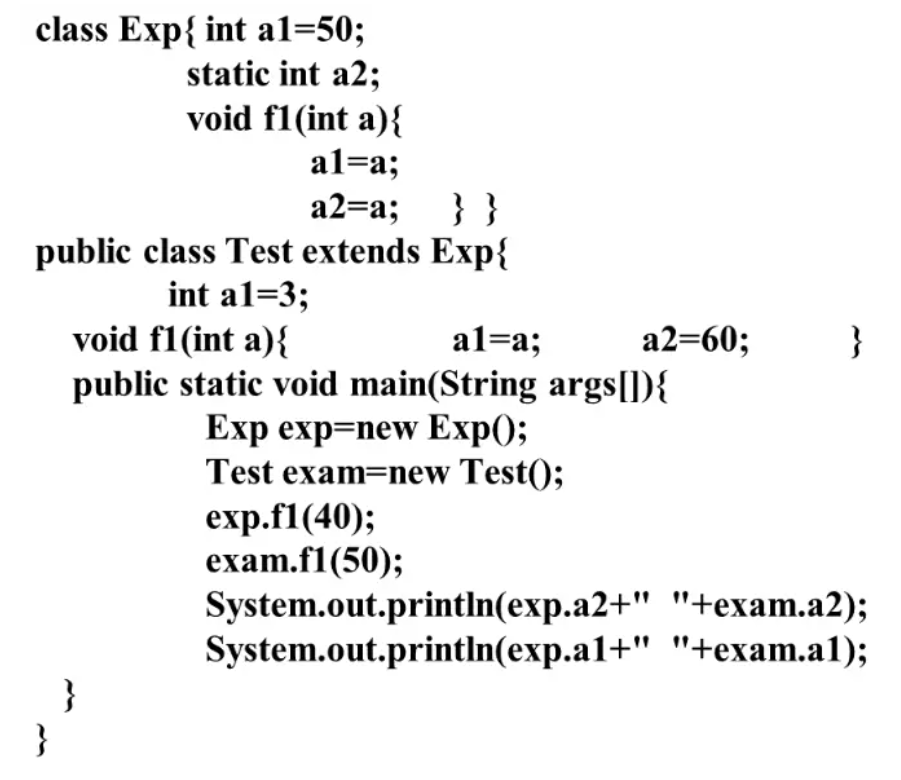 class Exp{ int a1=50;
static int a2;
void f1(int a){
a1=a;
a2=a; } }
public class Test extends Exp{
int a1=3;
void f1(int a){ a1=a; a2=60; }
public static void main(String args[]){
Exp exp=new Exp();
Test exam=new Test();
exp.f1(40);
exam.f1(50);
System.out.println(exp.a2+"  "+exam.a2);
System.out.println(exp.a1+"  "+exam.a1);
}
}